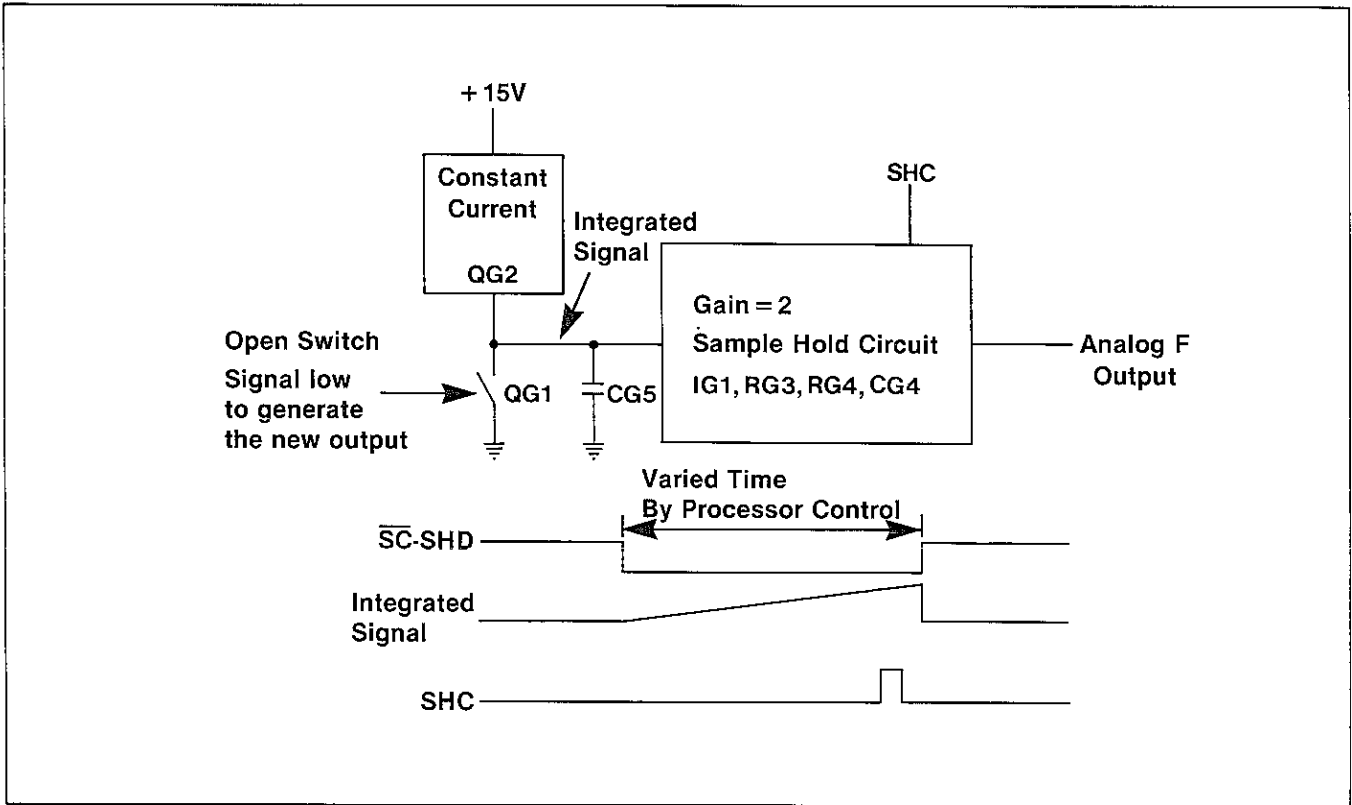 +15V
Constant
Current
QG2
SHC
Integrated
Signal
Gain = 2
Sample Hold Circuit
IG1, RG3, RG4, CG4
Analog F
Output
Open Switch
Signal low
to generate
the new output
QG1
CG5
Varied Time
By Processor Control
S̅C̅-SHD
Integrated
Signal
SHC